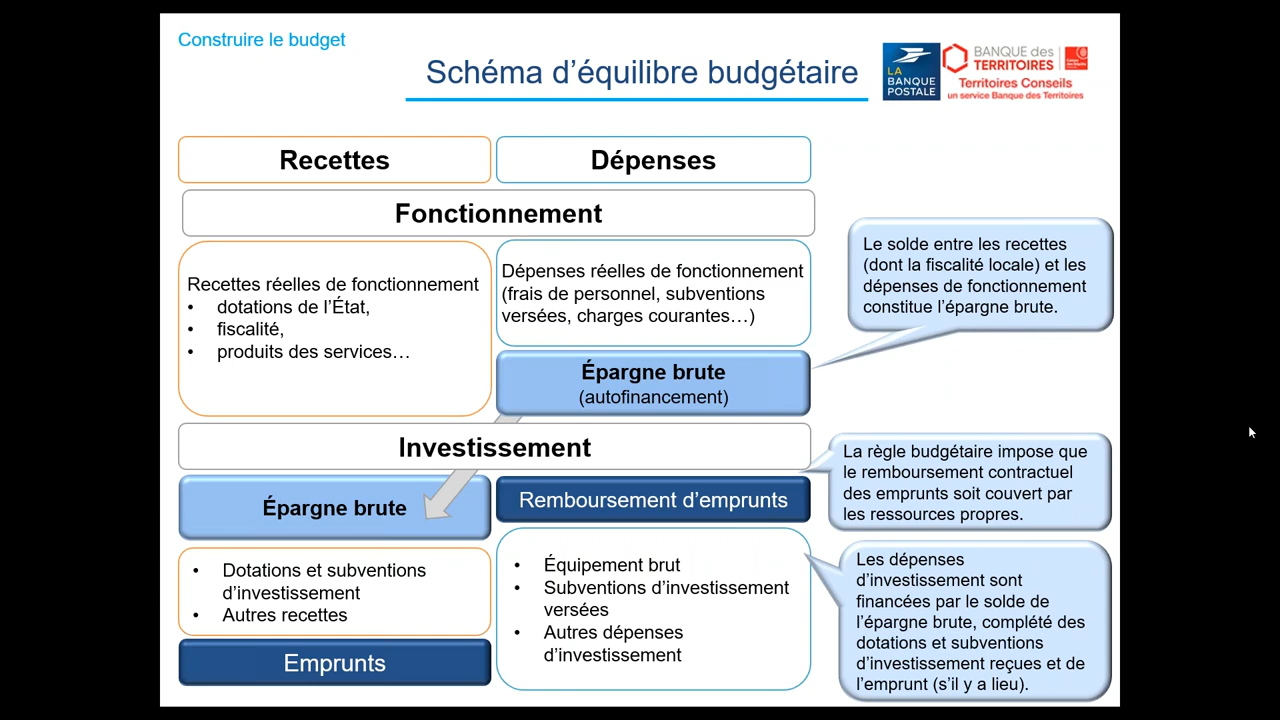 Construire le budget
Schéma d’équilibre budgétaire
LA
BANQUE
POSTALE
BANQUE des
TERRITOIRES
Territoires Conseils
un service Banque des Territoires
Recettes
Dépenses
Fonctionnement
Recettes réelles de fonctionnement
• dotations de l’État,
• fiscalité,
• produits des services…
Dépenses réelles de fonctionnement
(frais de personnel, subventions
versées, charges courantes…)
Épargne brute
(autofinancement)
Le solde entre les recettes
(dont la fiscalité locale) et les
dépenses de fonctionnement
constitue l’épargne brute.
Investissement
Épargne brute
Remboursement d’emprunts
La règle budgétaire impose que
le remboursement contractuel
des emprunts soit couvert par
les ressources propres.
• Dotations et subventions
d’investissement
• Autres recettes
Emprunts
• Équipement brut
• Subventions d’investissement
versées
• Autres dépenses
d’investissement
Les dépenses
d’investissement sont
financées par le solde de
l’épargne brute, complété des
dotations et subventions
d’investissement reçues et de
l’emprunt (s’il y a lieu).